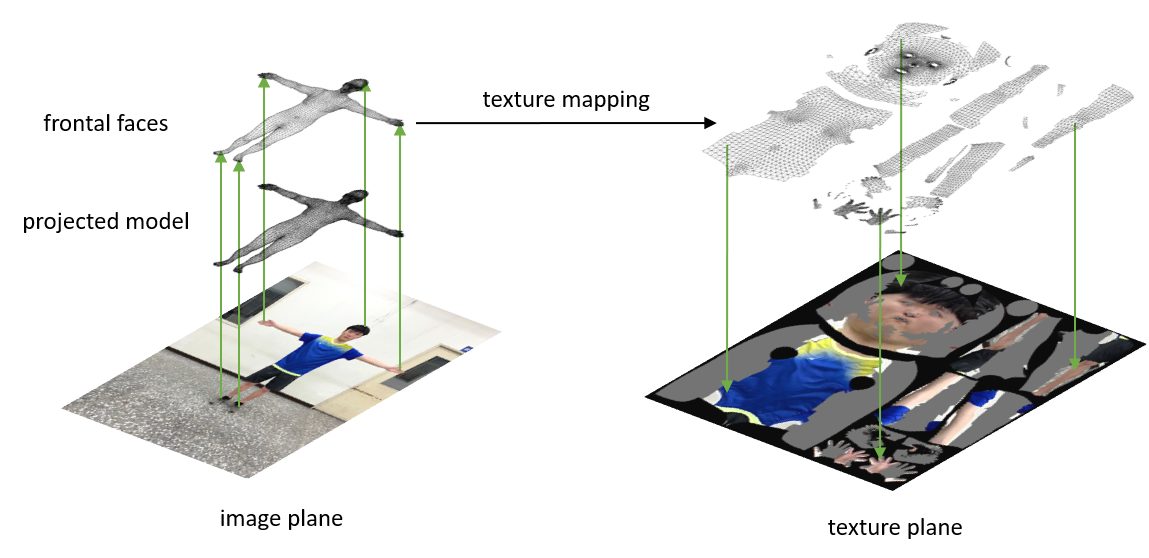 texture mapping
frontal faces
projected model
image plane
texture plane